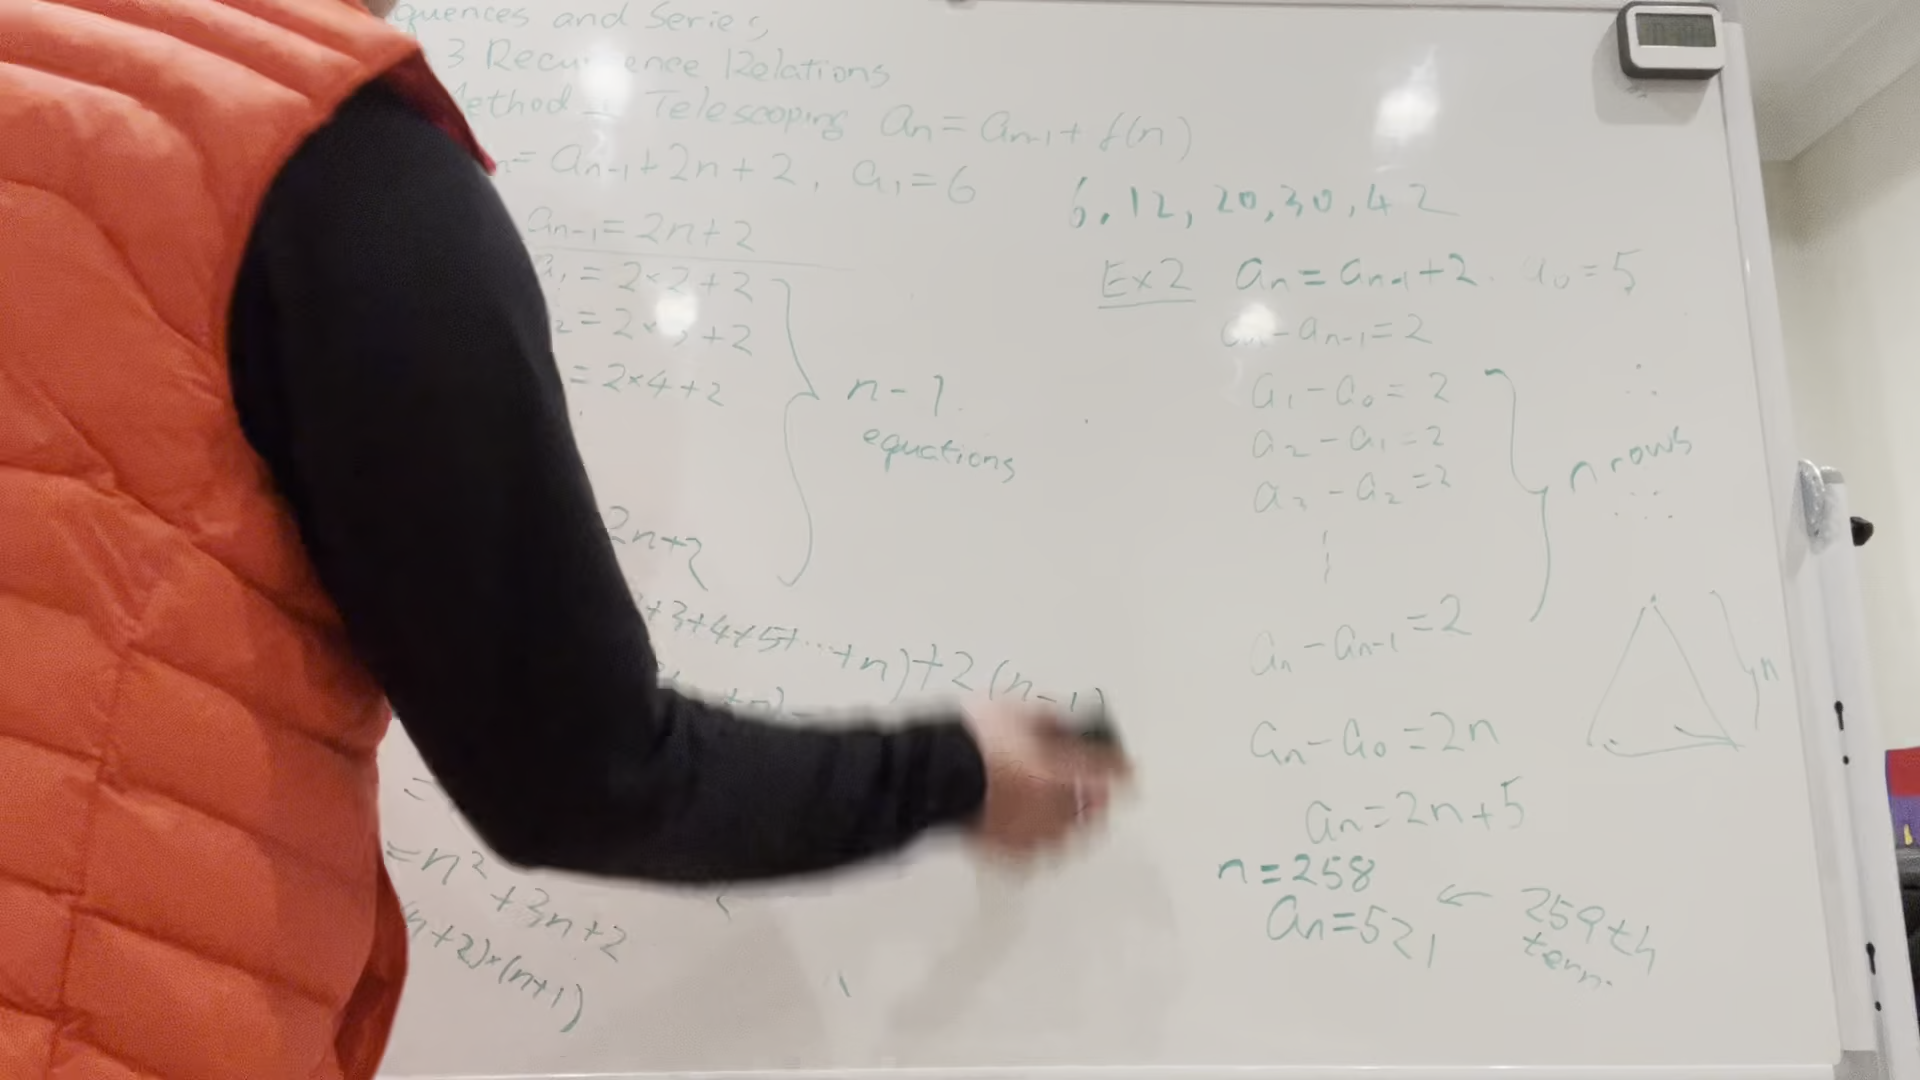 quences and Series
3 Recurrence Relations
Method 1 Telescoping an = an-1 + f(n)
n = an-1 + 2n + 2, a1 = 6
6, 12, 20, 30, 42
an-1 = 2n + 2
a1 = 2×2+2
2 = 2× +2
= 2×4+2
n-1
equations
2n+2
+3+4+5+...+n)+2(n-1)
=
= n²+3n+2
(n+2)×(n+1)
Ex2 an = an-1 + 2. a0 = 5
an - an-1 = 2
a1 - a0 = 2
a2 - a1 = 2
a3 - a2 = 2
n rows
an - an-1 = 2
n
an - a0 = 2n
an = 2n+5
n = 258
an = 521 ← 259th
term.